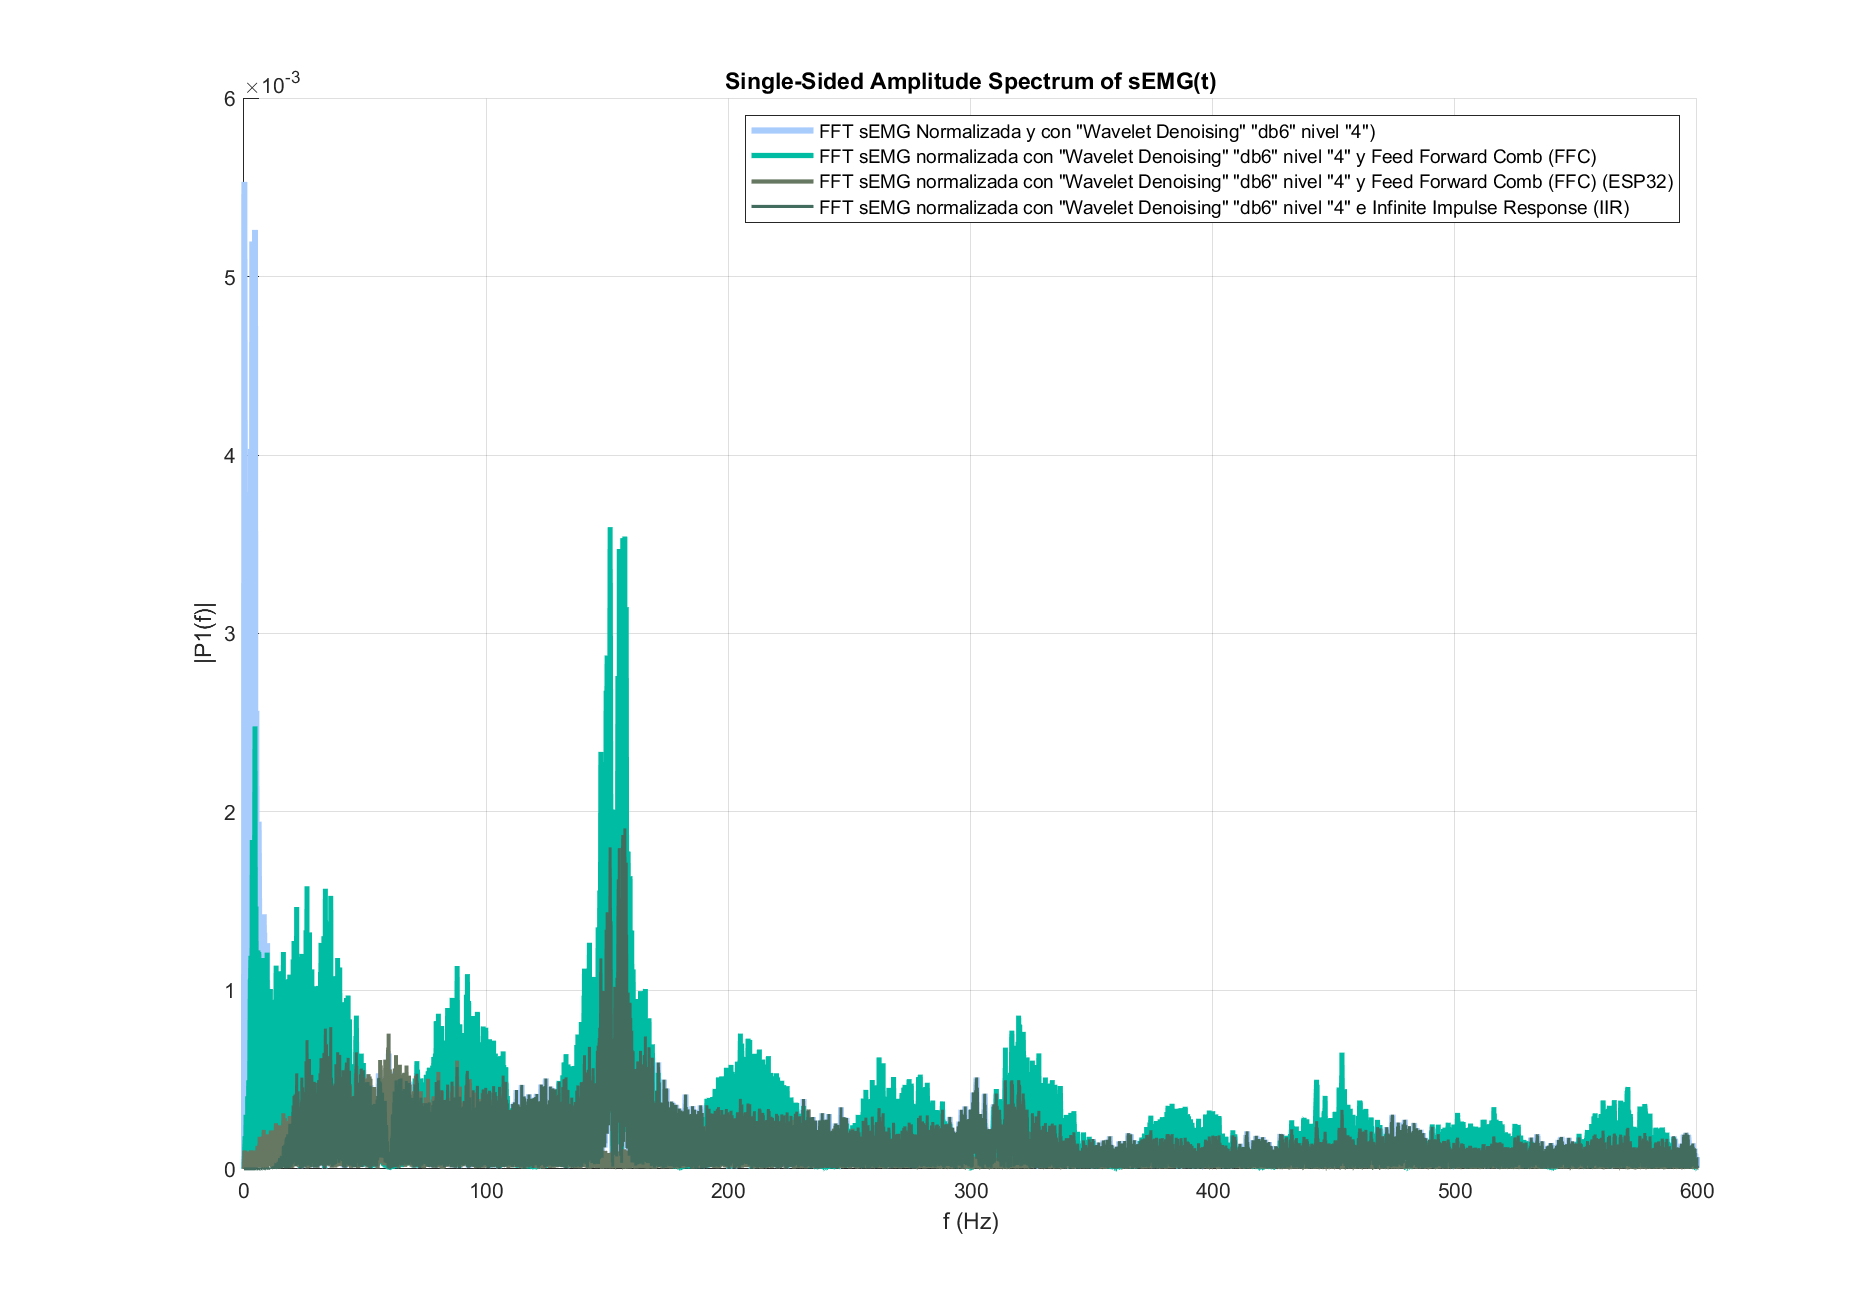 Single-Sided Amplitude Spectrum of sEMG(t)
×10-3
FFT sEMG Normalizada y con "Wavelet Denoising" "db6" nivel "4")
FFT sEMG normalizada con "Wavelet Denoising" "db6" nivel "4" y Feed Forward Comb (FFC)
FFT sEMG normalizada con "Wavelet Denoising" "db6" nivel "4" y Feed Forward Comb (FFC) (ESP32)
FFT sEMG normalizada con "Wavelet Denoising" "db6" nivel "4" e Infinite Impulse Response (IIR)
6
5
4
3
2
1
0
|P1(f)|
0 100 200 300 400 500 600
f (Hz)